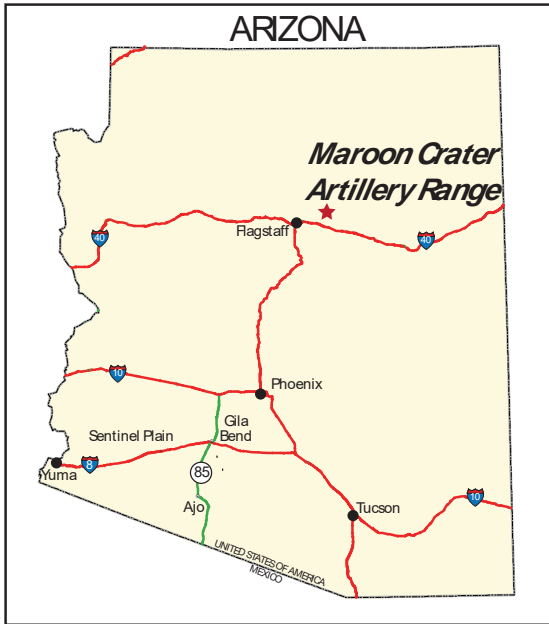 ARIZONA
Maroon Crater
Artillery Range
Flagstaff
40
40
10
Phoenix
Gila
Bend
Sentinel Plain
8
Yuma
85
Ajo
10
Tucson
UNITED STATES OF AMERICA
MEXICO